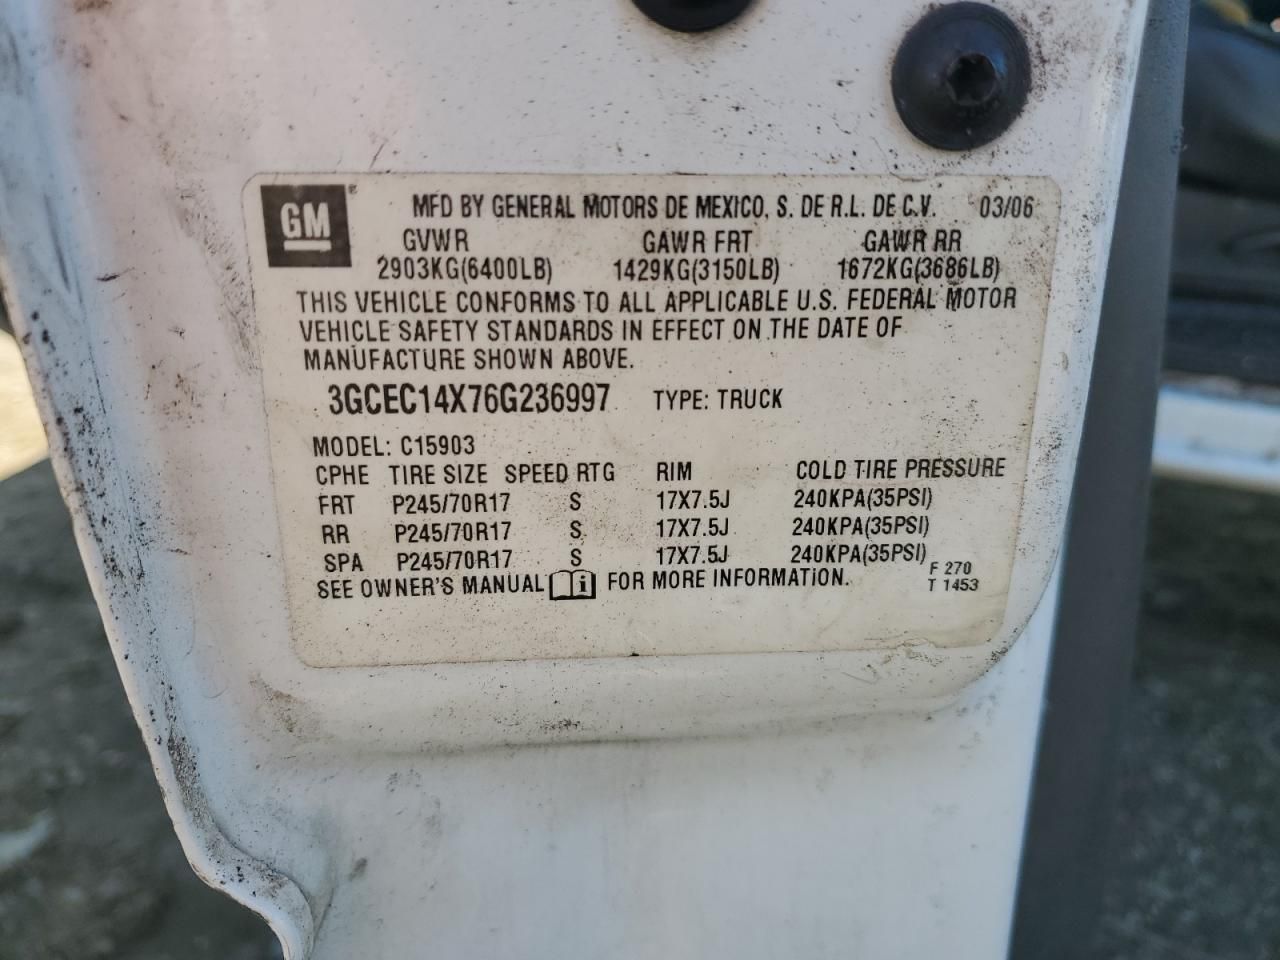 GM ® MFD BY GENERAL MOTORS DE MEXICO, S. DE R.L. DE C.V. 03/06
GVWR GAWR FRT GAWR RR
2903KG(6400LB) 1429KG(3150LB) 1672KG(3686LB)
THIS VEHICLE CONFORMS TO ALL APPLICABLE U.S. FEDERAL MOTOR
VEHICLE SAFETY STANDARDS IN EFFECT ON THE DATE OF
MANUFACTURE SHOWN ABOVE.
3GCEC14X76G236997 TYPE: TRUCK
MODEL: C15903
CPHE TIRE SIZE SPEED RTG RIM COLD TIRE PRESSURE
FRT P245/70R17 S 17X7.5J 240KPA(35PSI)
RR P245/70R17 S 17X7.5J 240KPA(35PSI)
SPA P245/70R17 S 17X7.5J 240KPA(35PSI)
SEE OWNER'S MANUAL i FOR MORE INFORMATION.
F 270
T 1453